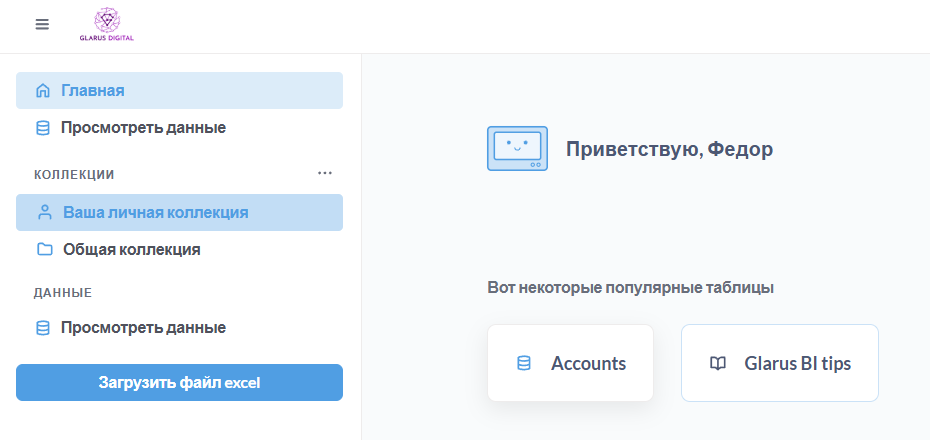 GLARUS DIGITAL
Главная
Просмотреть данные
КОЛЛЕКЦИИ
Ваша личная коллекция
Общая коллекция
ДАННЫЕ
Просмотреть данные
Загрузить файл excel
Приветствую, Федор
Вот некоторые популярные таблицы
Accounts
Glarus BI tips